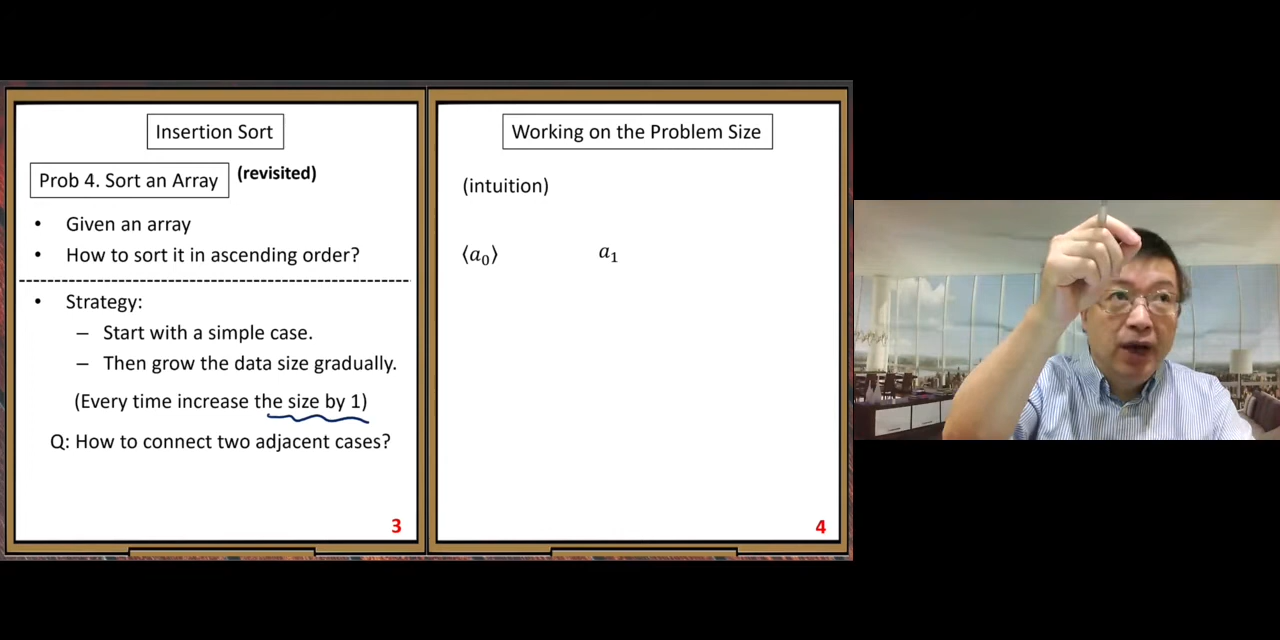 Insertion Sort
Prob 4. Sort an Array (revisited)
• Given an array
• How to sort it in ascending order?
• Strategy:
– Start with a simple case.
– Then grow the data size gradually.
(Every time increase the size by 1)
Q: How to connect two adjacent cases?
3
Working on the Problem Size
(intuition)
⟨a₀⟩ a₁
4